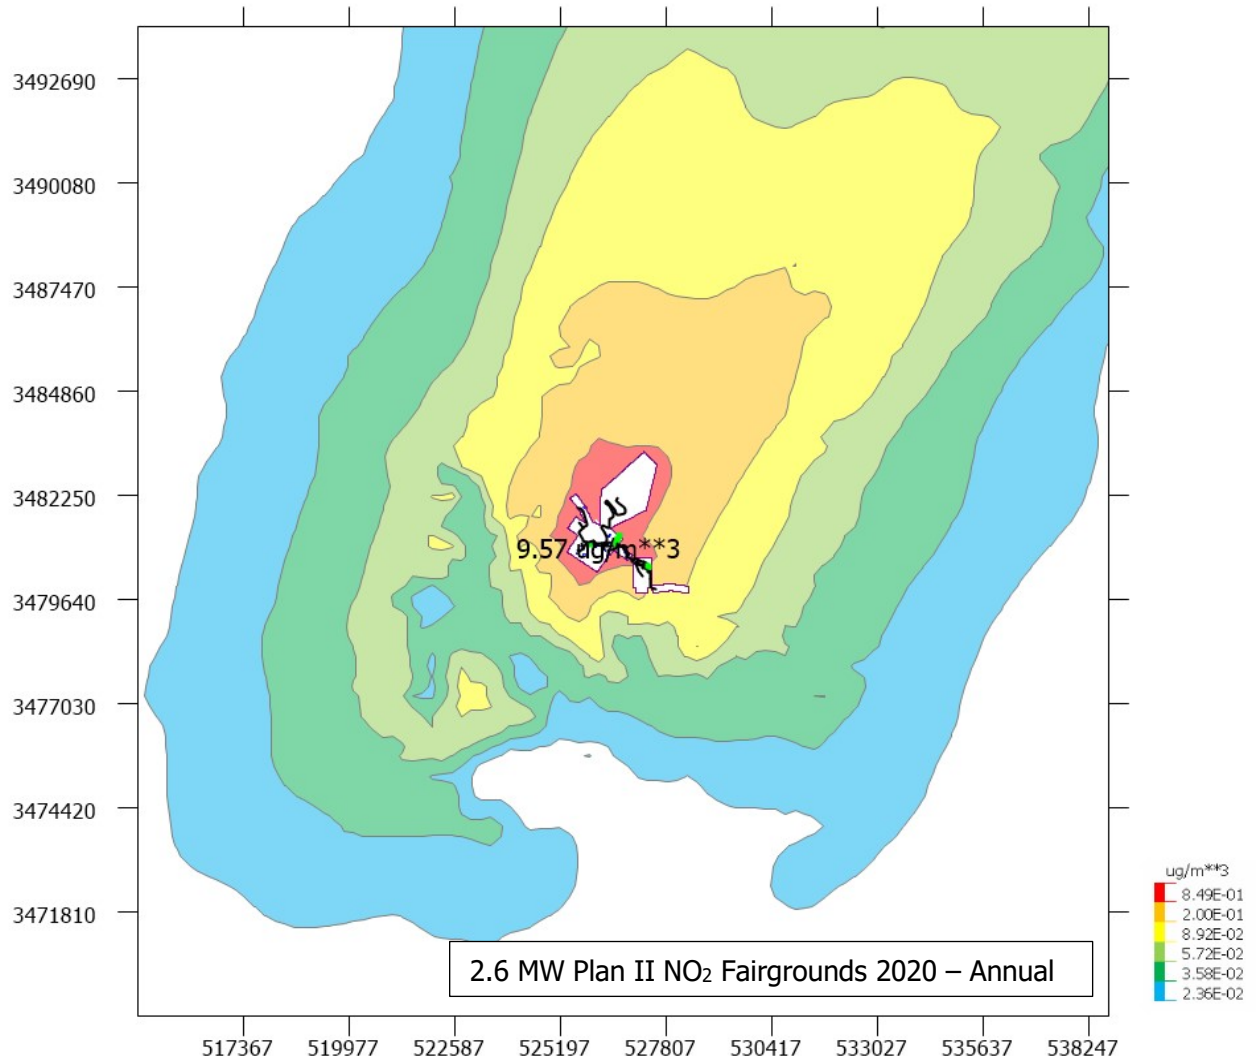 3492690
3490080
3487470
3484860
3482250
9.57 ug/m**3
3479640
3477030
3474420
3471810
ug/m**3
8.49E-01
2.00E-01
8.92E-02
5.72E-02
3.58E-02
2.36E-02
2.6 MW Plan II NO₂ Fairgrounds 2020 – Annual
517367 519977 522587 525197 527807 530417 533027 535637 538247